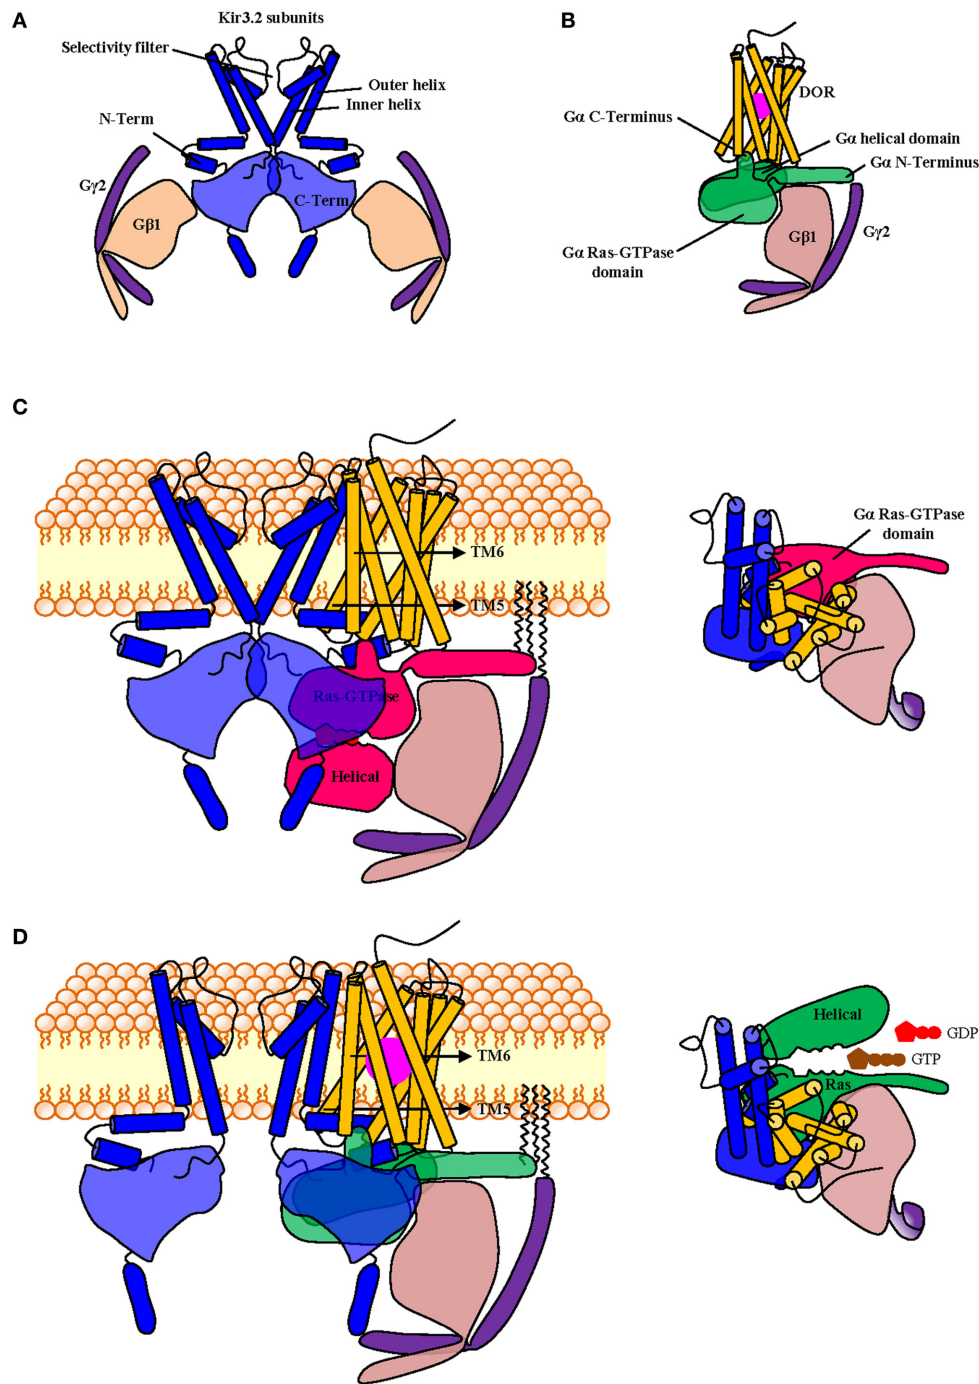 A
Kir3.2 subunits
Selectivity filter
Outer helix
Inner helix
N-Term
Gγ2
C-Term
Gβ1
B
DOR
Gα C-Terminus
Gα helical domain
Gα N-Terminus
Gβ1
Gγ2
Gα Ras-GTPase
domain
C
TM6
TM5
Ras-GTPase
Helical
Gα Ras-GTPase
domain
D
TM6
TM5
Helical
GDP
GTP
Ras